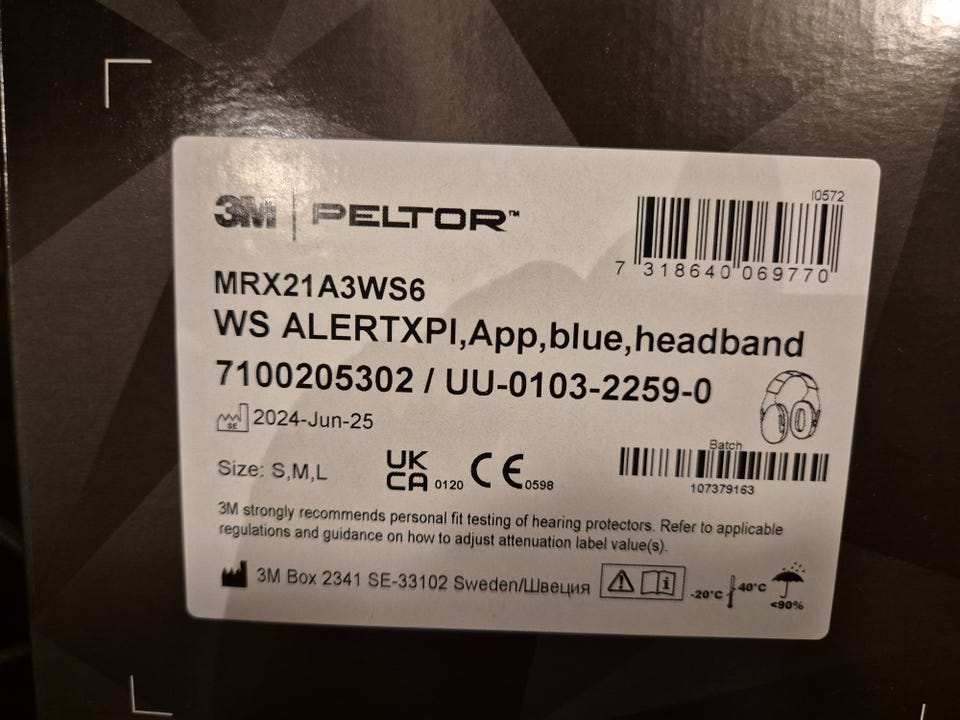 3M | PELTOR™
I0572
7 318640 069770
MRX21A3WS6
WS ALERTXPI,App,blue,headband
7100205302 / UU-0103-2259-0
SE 2024-Jun-25
Batch
107379163
Size: S,M,L
UK CA 0120 CE 0598
3M strongly recommends personal fit testing of hearing protectors. Refer to applicable
regulations and guidance on how to adjust attenuation label value(s).
3M Box 2341 SE-33102 Sweden/Швеция
-20°C 40°C
<90%